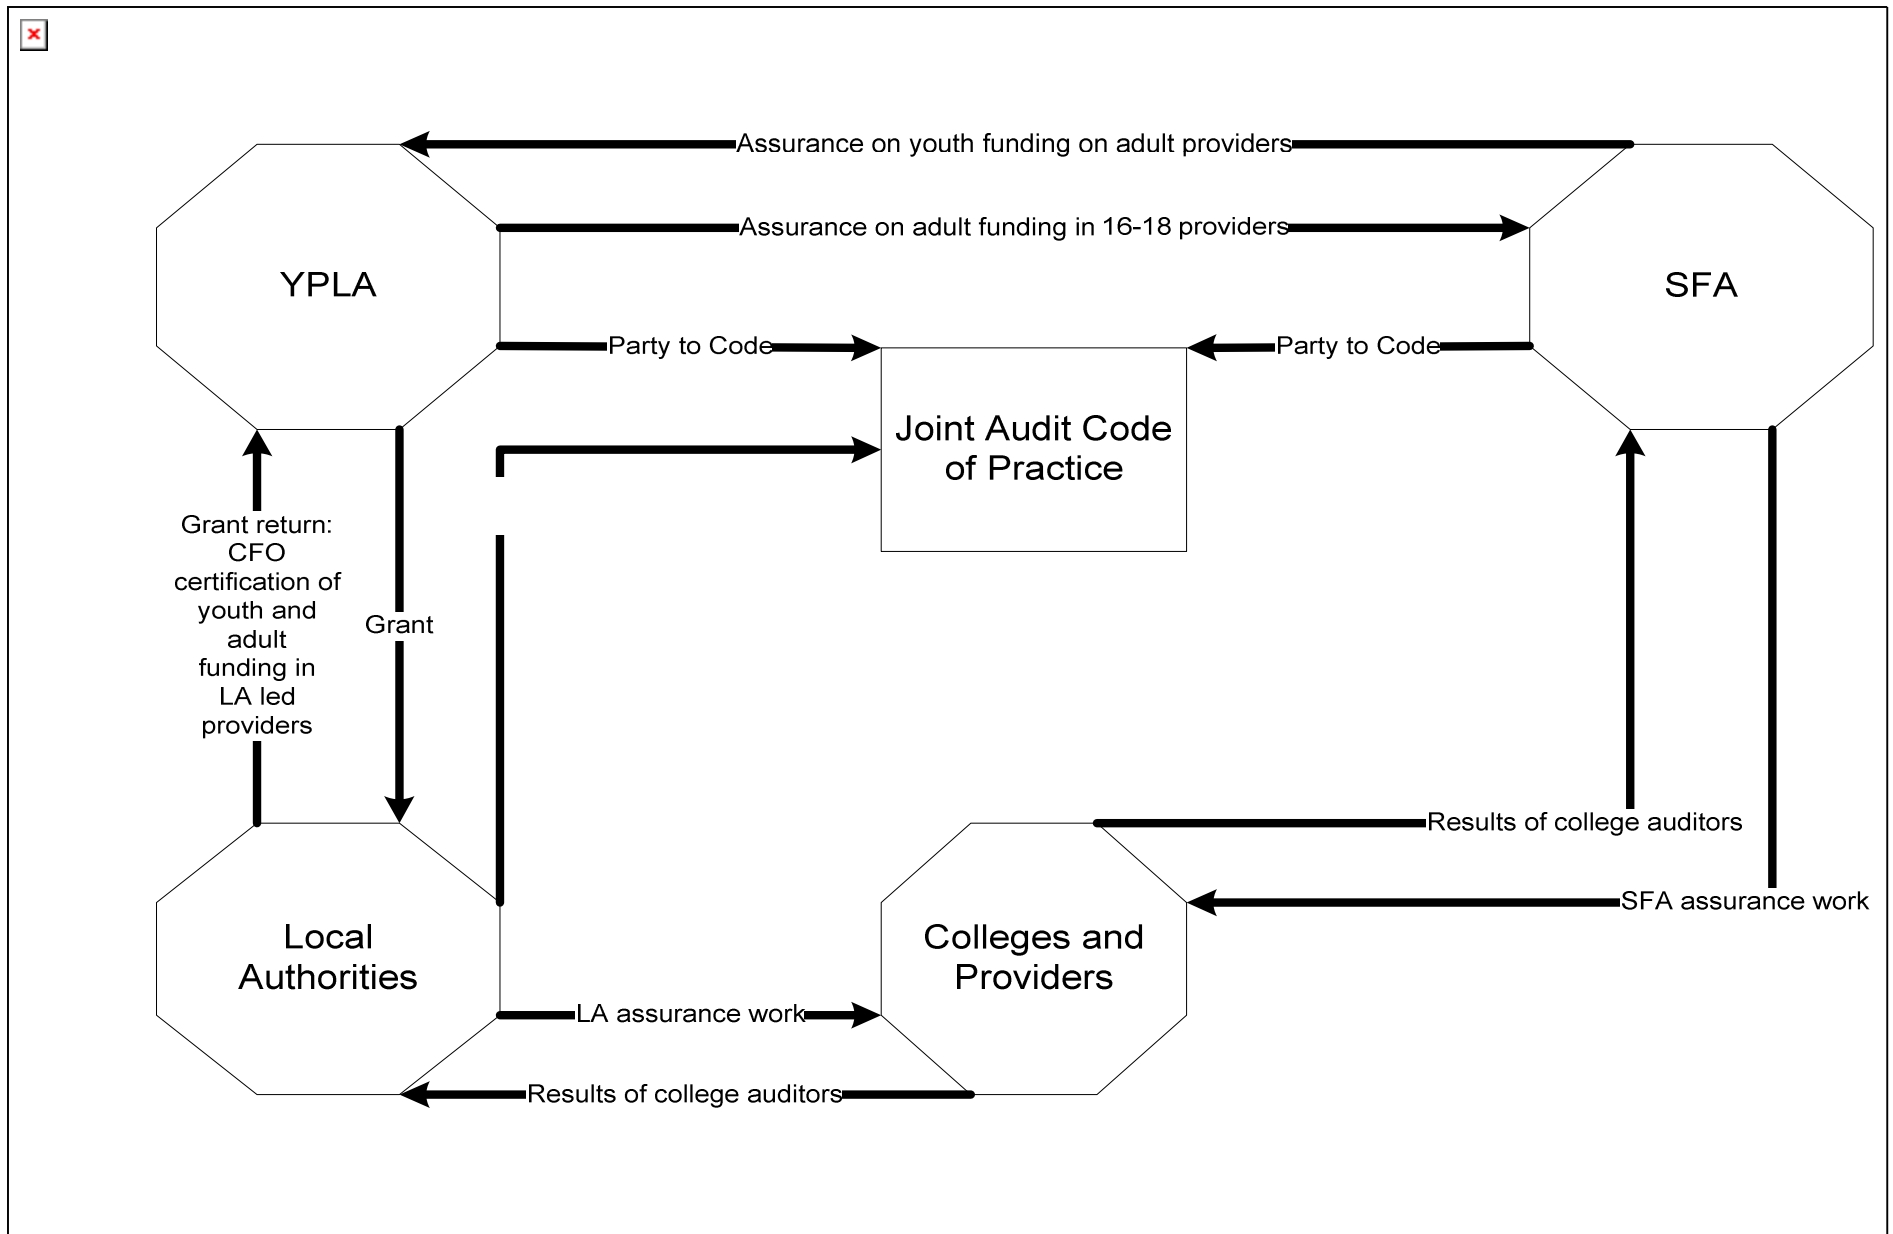 Assurance on youth funding on adult providers
Assurance on adult funding in 16-18 providers
YPLA
SFA
Party to Code
Party to Code
Joint Audit Code
of Practice
Grant return:
CFO
certification of
youth and
adult
funding in
LA led
providers
Grant
Results of college auditors
SFA assurance work
Local
Authorities
Colleges and
Providers
LA assurance work
Results of college auditors